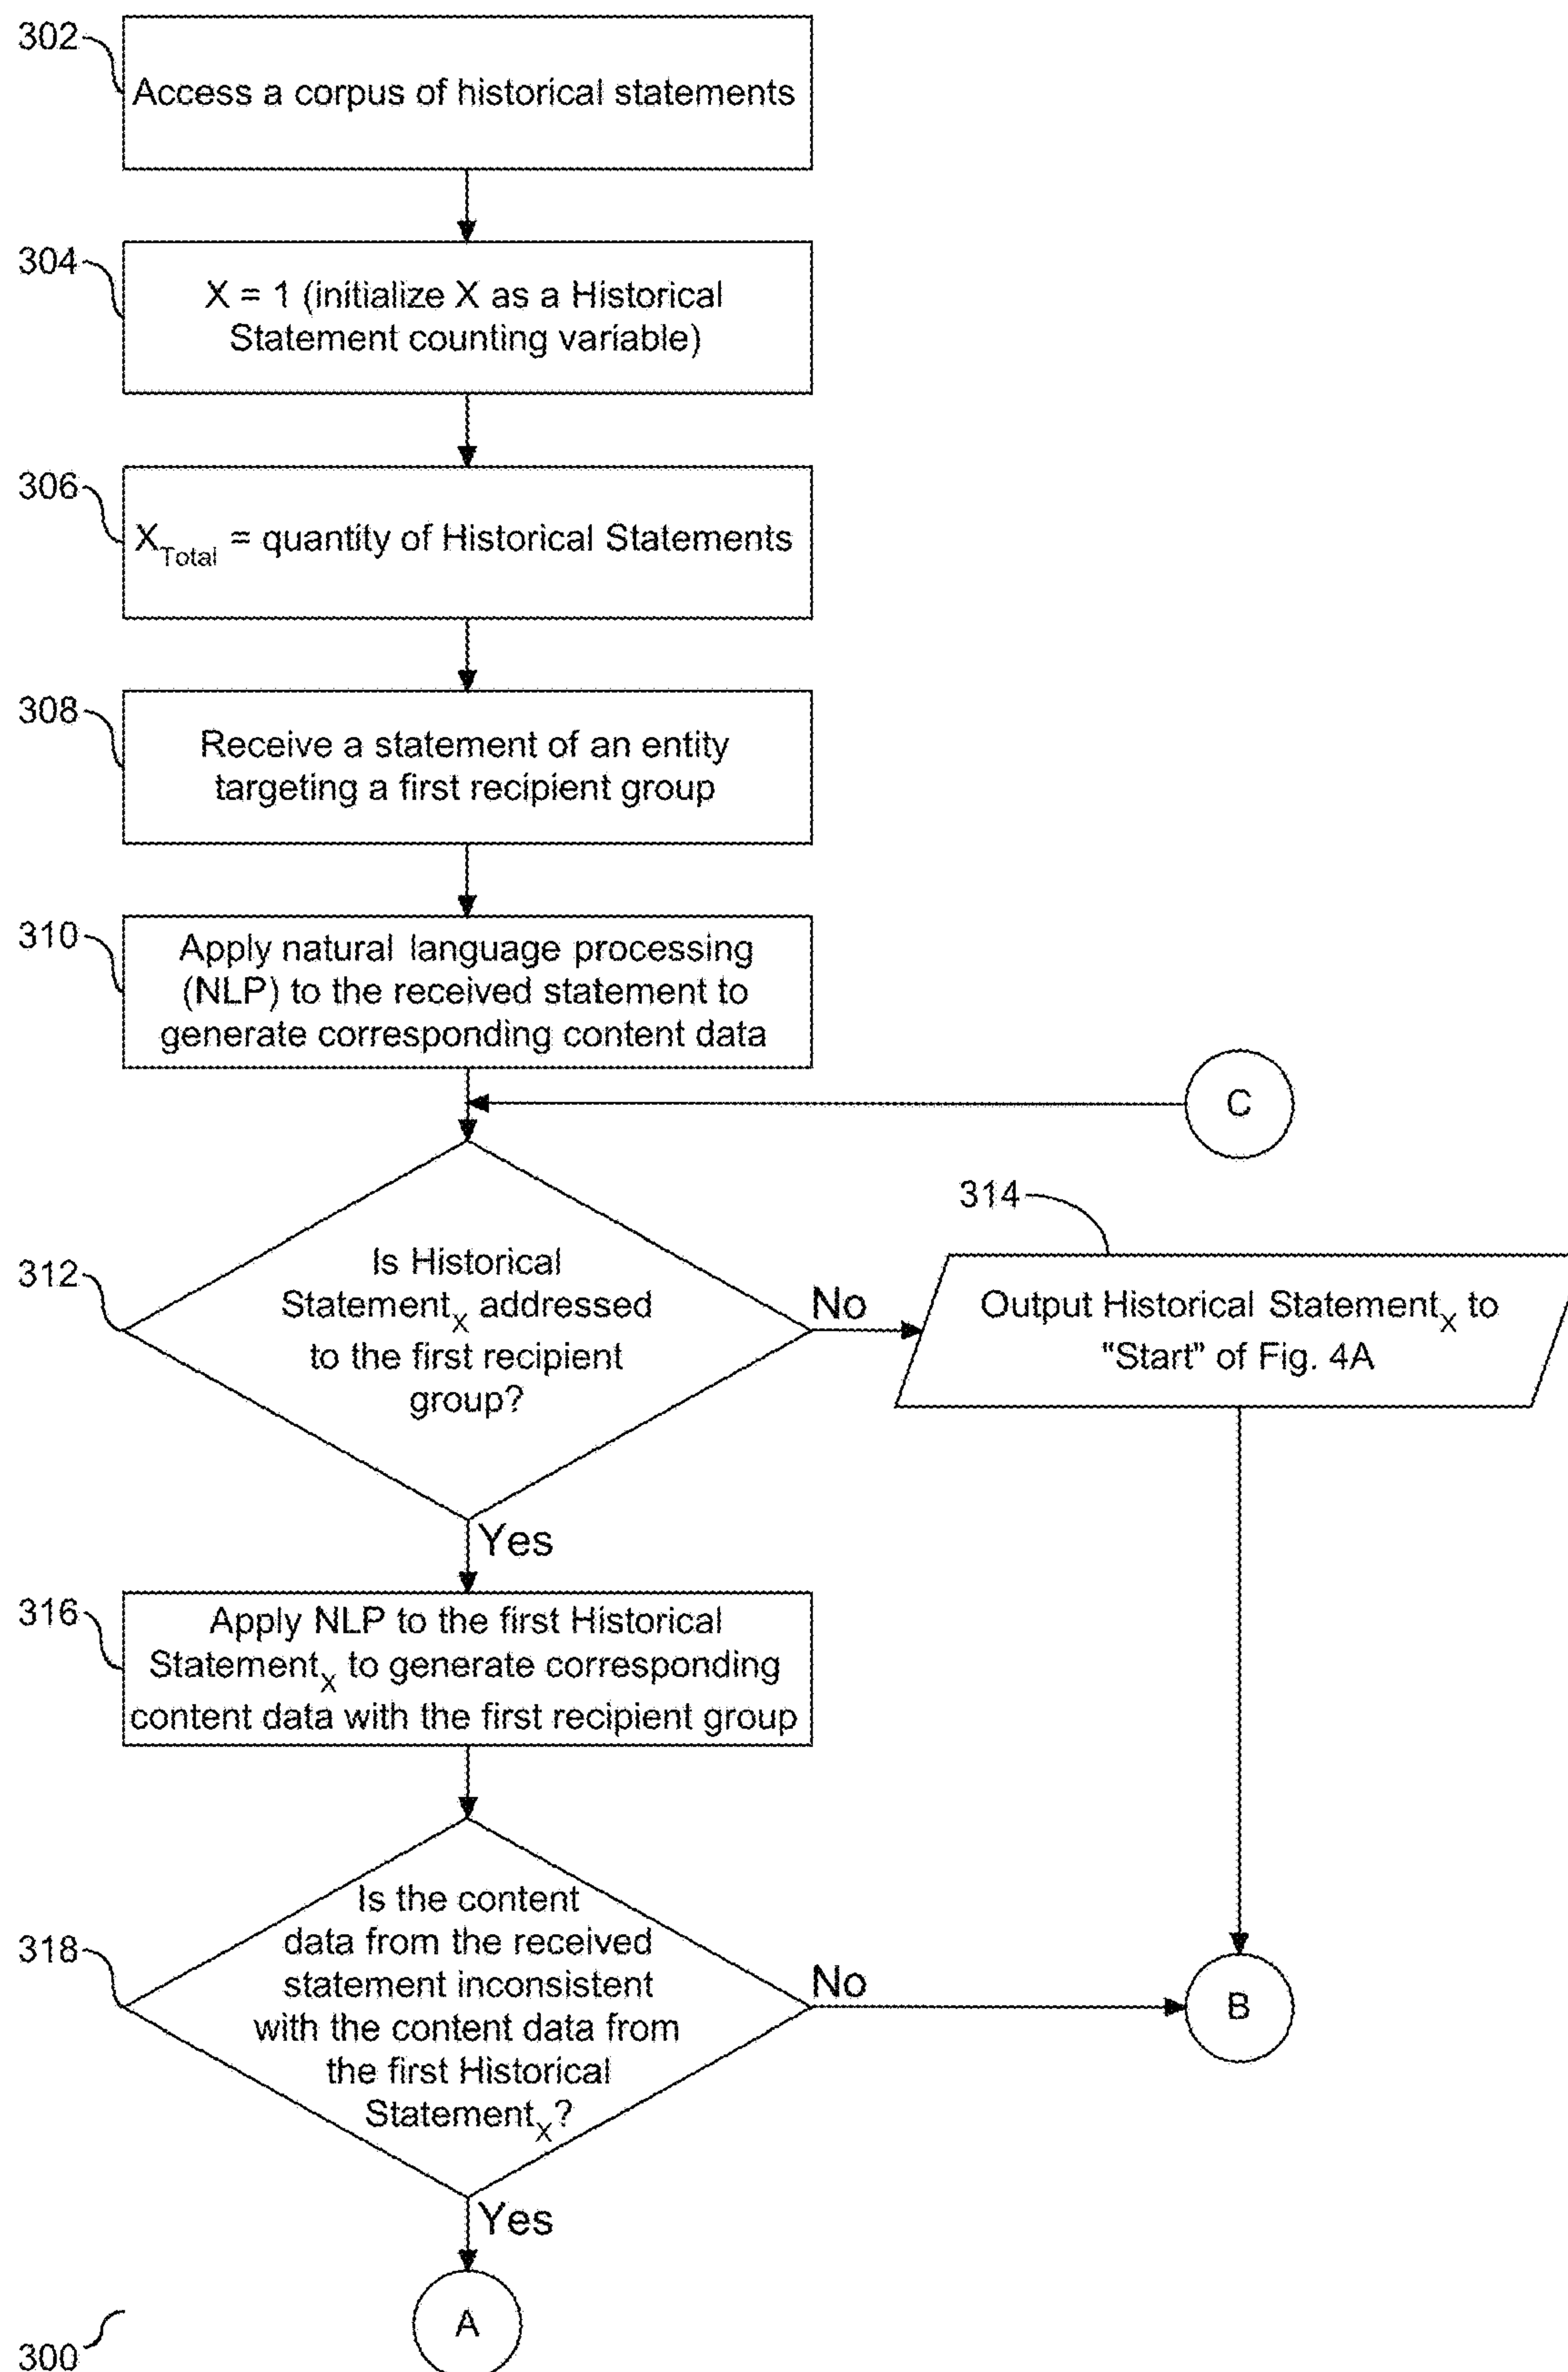 302
Access a corpus of historical statements
304
X = 1 (initialize X as a Historical
Statement counting variable)
306
X_Total = quantity of Historical Statements
308
Receive a statement of an entity
targeting a first recipient group
310
Apply natural language processing
(NLP) to the received statement to
generate corresponding content data
C
314
312
Is Historical
Statement_X addressed
to the first recipient
group?
No
Output Historical Statement_X to
"Start" of Fig. 4A
Yes
316
Apply NLP to the first Historical
Statement_X to generate corresponding
content data with the first recipient group
318
Is the content
data from the received
statement inconsistent
with the content data from
the first Historical
Statement_X?
No
B
Yes
A
300